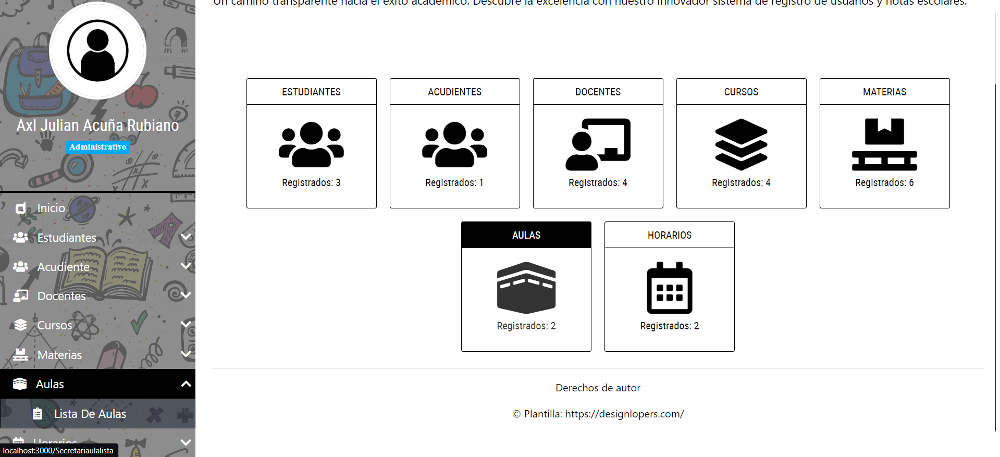 Un camino transparente hacia el éxito académico. Descubre la excelencia con nuestro innovador sistema de registro de usuarios y notas escolares.
Axl Julian Acuña Rubiano
Administrativo
Inicio
Estudiantes
Acudiente
Docentes
Cursos
Materias
Aulas
Lista De Aulas
Horarios
localhost:3000/Secretariaulalista
ESTUDIANTES
Registrados: 3
ACUDIENTES
Registrados: 1
DOCENTES
Registrados: 4
CURSOS
Registrados: 4
MATERIAS
Registrados: 6
AULAS
Registrados: 2
HORARIOS
Registrados: 2
Derechos de autor
© Plantilla: https://designlopers.com/